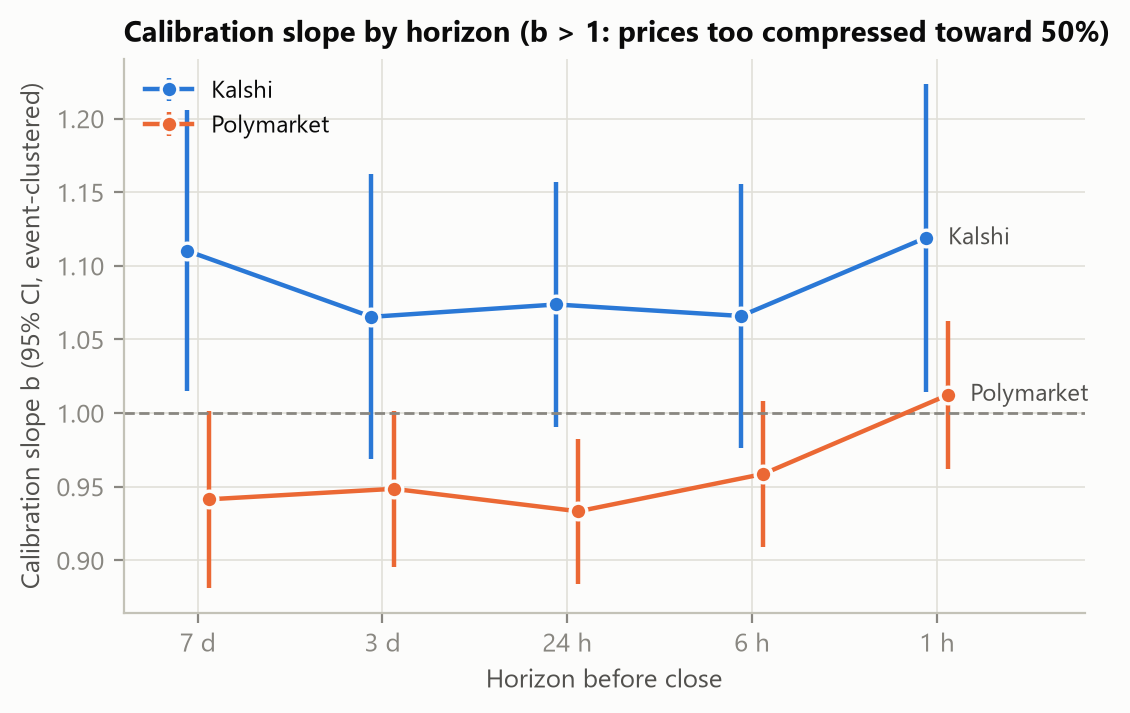 Calibration slope by horizon (b > 1: prices too compressed toward 50%)
Kalshi
Polymarket
Calibration slope b (95% CI, event-clustered)
1.20
1.15
1.10
1.05
1.00
0.95
0.90
Kalshi
Polymarket
7 d
3 d
24 h
6 h
1 h
Horizon before close